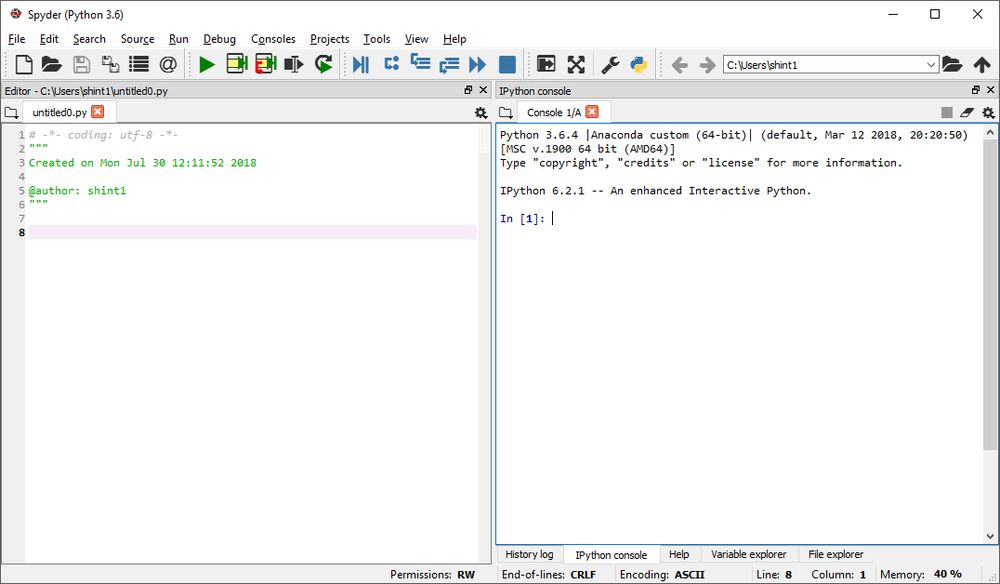 Spyder (Python 3.6)
File Edit Search Source Run Debug Consoles Projects Tools View Help
C:\Users\shint1
Editor - C:\Users\shint1\untitled0.py
untitled0.py
1 # -*- coding: utf-8 -*-
2 """
3 Created on Mon Jul 30 12:11:52 2018
4
5 @author: shint1
6 """
7
8
IPython console
Console 1/A
Python 3.6.4 |Anaconda custom (64-bit)| (default, Mar 12 2018, 20:20:50)
[MSC v.1900 64 bit (AMD64)]
Type "copyright", "credits" or "license" for more information.
IPython 6.2.1 -- An enhanced Interactive Python.
In [1]:
History log IPython console Help Variable explorer File explorer
Permissions: RW End-of-lines: CRLF Encoding: ASCII Line: 8 Column: 1 Memory: 40 %